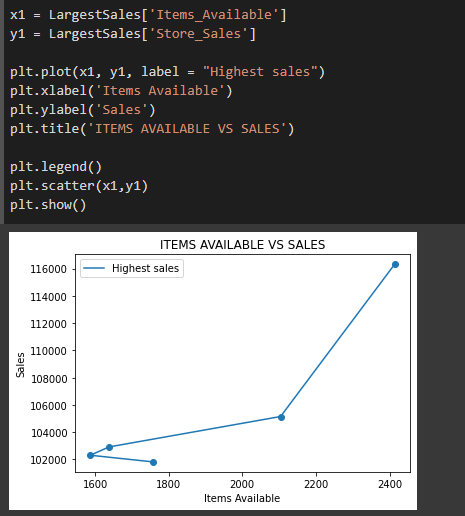 x1 = LargestSales['Items_Available']
y1 = LargestSales['Store_Sales']
plt.plot(x1, y1, label = "Highest sales")
plt.xlabel('Items Available')
plt.ylabel('Sales')
plt.title('ITEMS AVAILABLE VS SALES')
plt.legend()
plt.scatter(x1,y1)
plt.show()
ITEMS AVAILABLE VS SALES
Highest sales
116000
114000
112000
110000
108000
106000
104000
102000
Sales
1600 1800 2000 2200 2400
Items Available